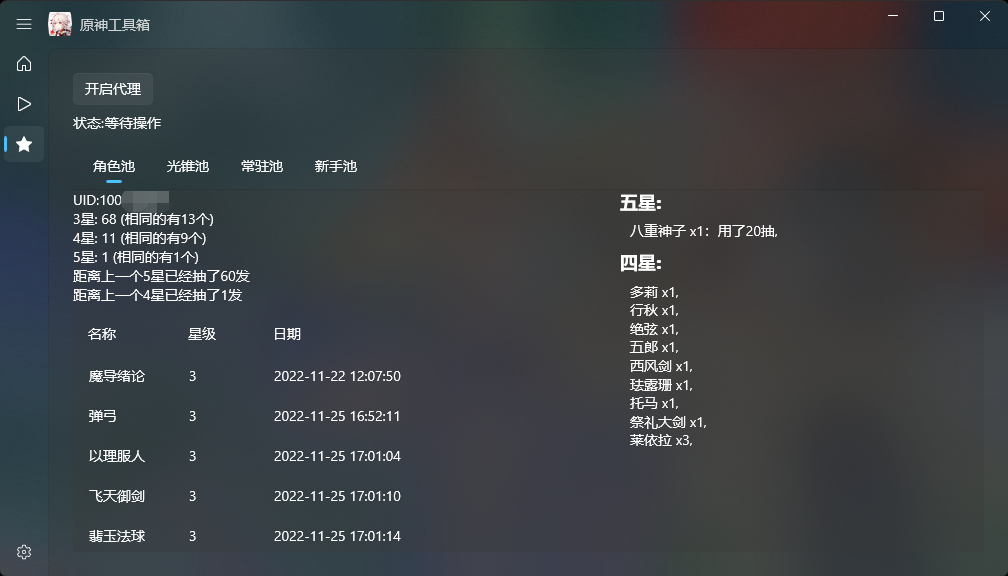 原神工具箱
开启代理
状态:等待操作
角色池 光锥池 常驻池 新手池
UID:100
3星: 68 (相同的有13个)
4星: 11 (相同的有9个)
5星: 1 (相同的有1个)
距离上一个5星已经抽了60发
距离上一个4星已经抽了1发
名称 星级 日期
魔导绪论 3 2022-11-22 12:07:50
弹弓 3 2022-11-25 16:52:11
以理服人 3 2022-11-25 17:01:04
飞天御剑 3 2022-11-25 17:01:10
翡玉法球 3 2022-11-25 17:01:14
五星:
八重神子 x1：用了20抽,
四星:
多莉 x1,
行秋 x1,
绝弦 x1,
五郎 x1,
西风剑 x1,
珐露珊 x1,
托马 x1,
祭礼大剑 x1,
莱依拉 x3,